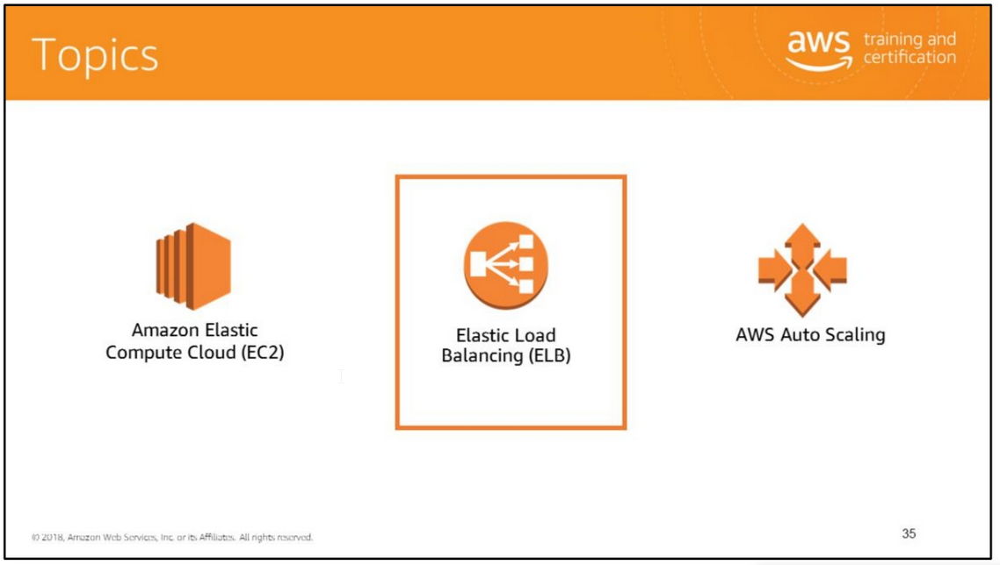 Topics
aws training and
certification
Amazon Elastic
Compute Cloud (EC2)
Elastic Load
Balancing (ELB)
AWS Auto Scaling
© 2018, Amazon Web Services, Inc. or its Affiliates. All rights reserved.
35